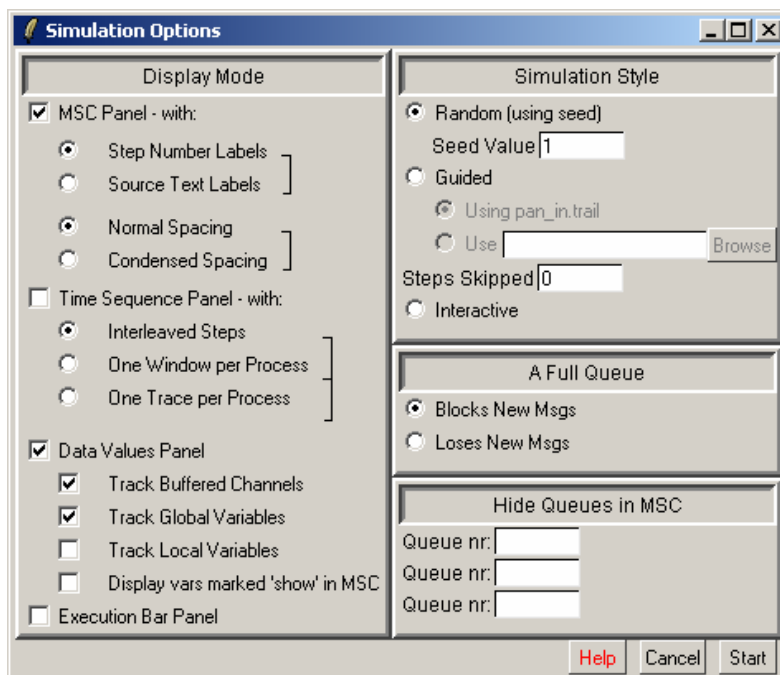 Simulation Options
Display Mode
MSC Panel - with:
Step Number Labels
Source Text Labels
Normal Spacing
Condensed Spacing
Time Sequence Panel - with:
Interleaved Steps
One Window per Process
One Trace per Process
Data Values Panel
Track Buffered Channels
Track Global Variables
Track Local Variables
Display vars marked 'show' in MSC
Execution Bar Panel
Simulation Style
Random (using seed)
Seed Value 1
Guided
Using pan_in.trail
Use Browse
Steps Skipped 0
Interactive
A Full Queue
Blocks New Msgs
Loses New Msgs
Hide Queues in MSC
Queue nr:
Queue nr:
Queue nr:
Help Cancel Start